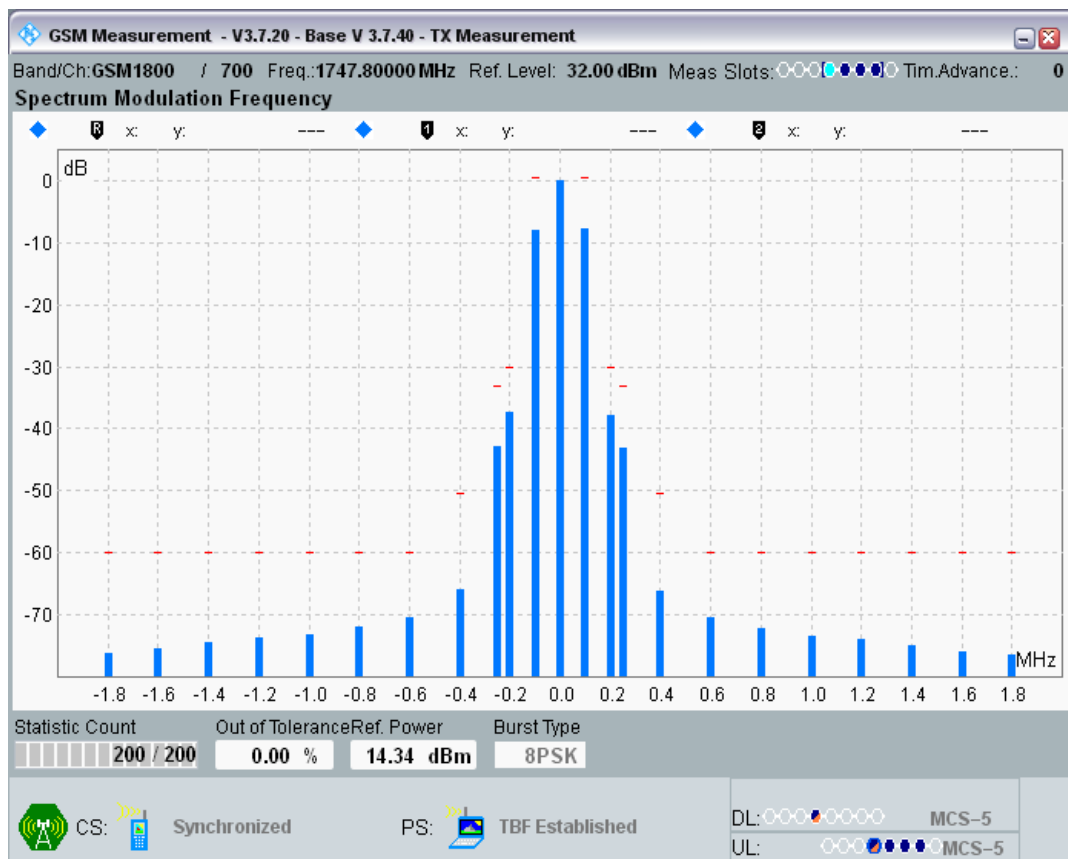 GSM Measurement - V3.7.20 - Base V 3.7.40 - TX Measurement
Band/Ch:GSM1800 / 700 Freq.:1747.80000 MHz Ref. Level: 32.00 dBm Meas Slots: Tim.Advance.: 0
Spectrum Modulation Frequency
R x: y: --- 1 x: y: --- 2 x: y: ---
dB
0
-10
-20
-30
-40
-50
-60
-70
MHz
-1.8 -1.6 -1.4 -1.2 -1.0 -0.8 -0.6 -0.4 -0.2 0.0 0.2 0.4 0.6 0.8 1.0 1.2 1.4 1.6 1.8
Statistic Count Out of Tolerance Ref. Power Burst Type
200 / 200 0.00 % 14.34 dBm 8PSK
CS: Synchronized PS: TBF Established
DL: MCS-5
UL: MCS-5